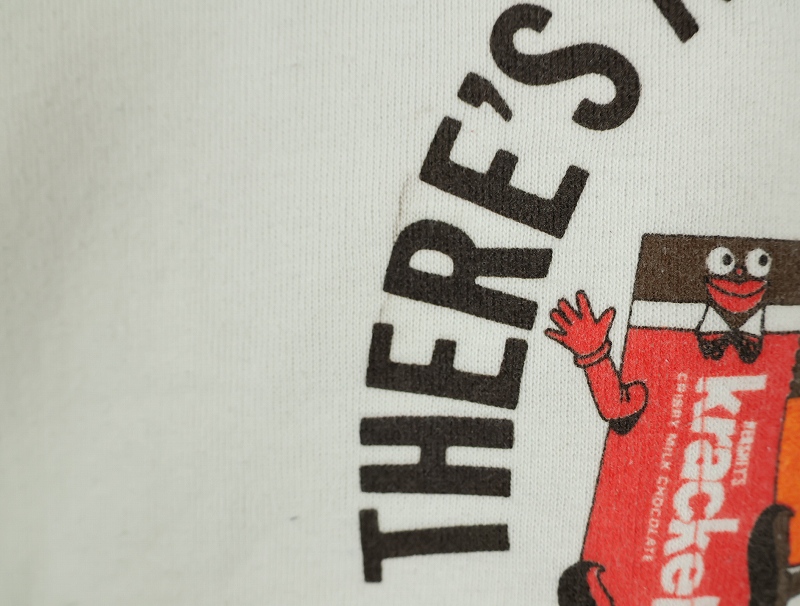 THERE'S
HERSHEY'S
kracke
CRISPY MILK CHOCOLATE